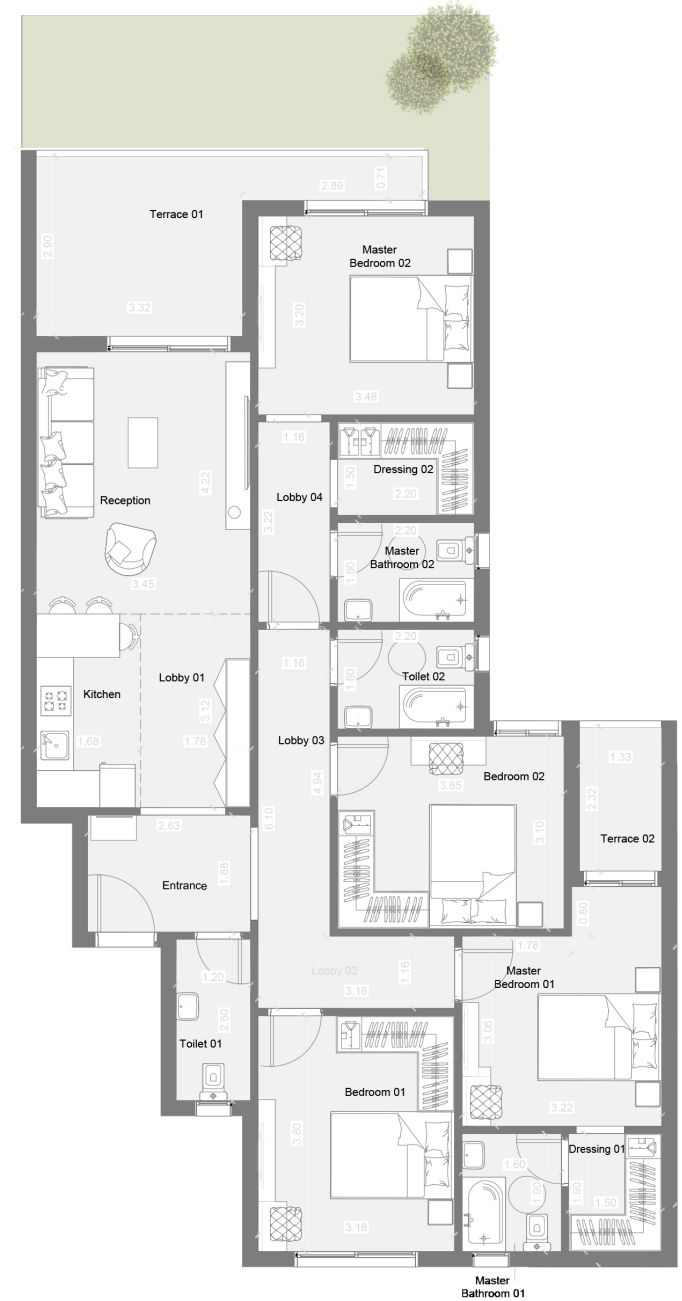 2.89
0.71
Terrace 01
2.90
3.32
Master
Bedroom 02
3.20
3.48
1.16
Dressing 02
1.50
2.20
4.22
Reception
Lobby 04
3.22
2.20
Master
Bathroom 02
1.60
3.45
1.16
2.20
1.60
Toilet 02
Lobby 01
Kitchen
3.12
1.68
1.78
Lobby 03
4.94
3.65
Bedroom 02
3.10
1.33
2.32
Terrace 02
2.63
6.10
1.88
Entrance
0.60
1.76
1.20
Lobby 02
3.16
1.16
Master
Bedroom 01
2.60
Toilet 01
3.06
3.22
Bedroom 01
3.80
3.16
Dressing 01
1.60
1.90
1.90
1.50
Master
Bathroom 01